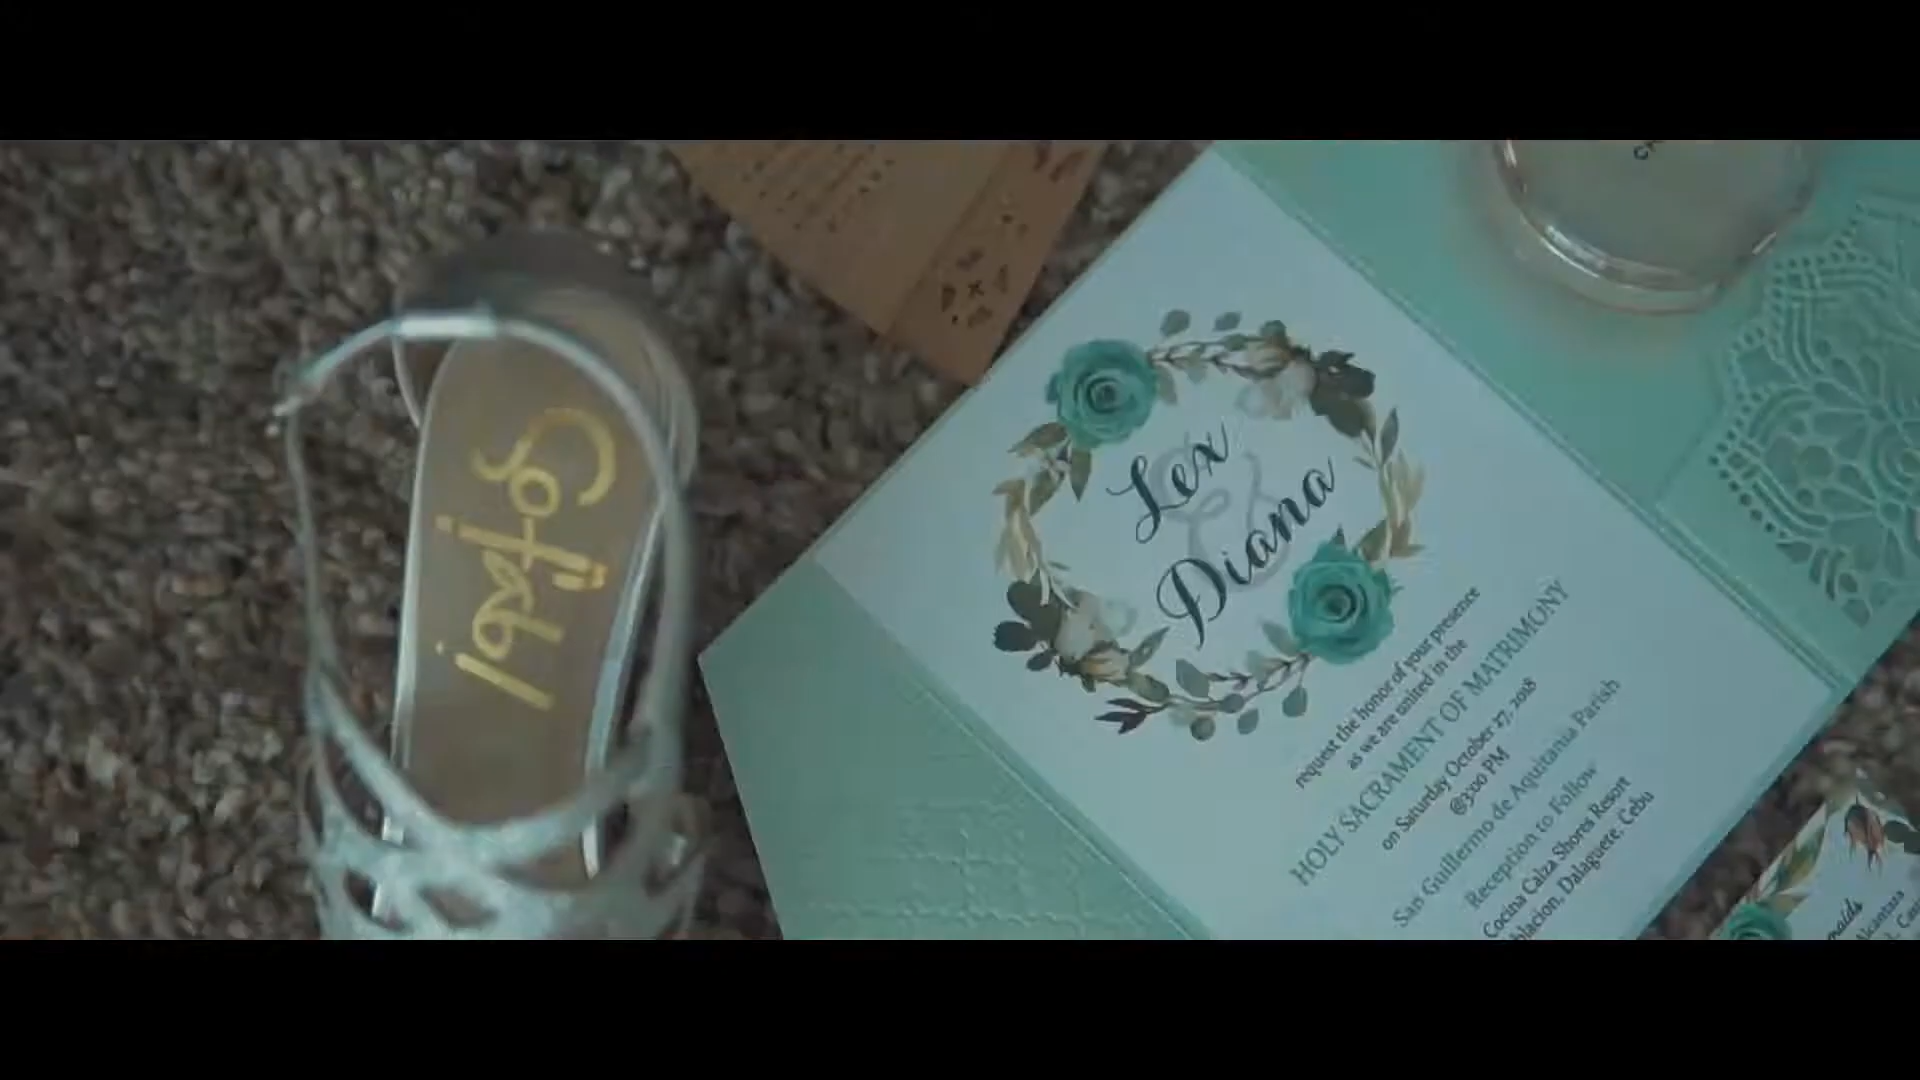 Lex
&
Diana
request the honor of your presence
as we are united in the
HOLY SACRAMENT OF MATRIMONY
on Saturday October 27, 2018
@3:00 PM
San Guillermo de Aquitania Parish
Reception to Follow
Cocina Calza Shores Resort
blacion, Dalaguete, Cebu
Alcantara